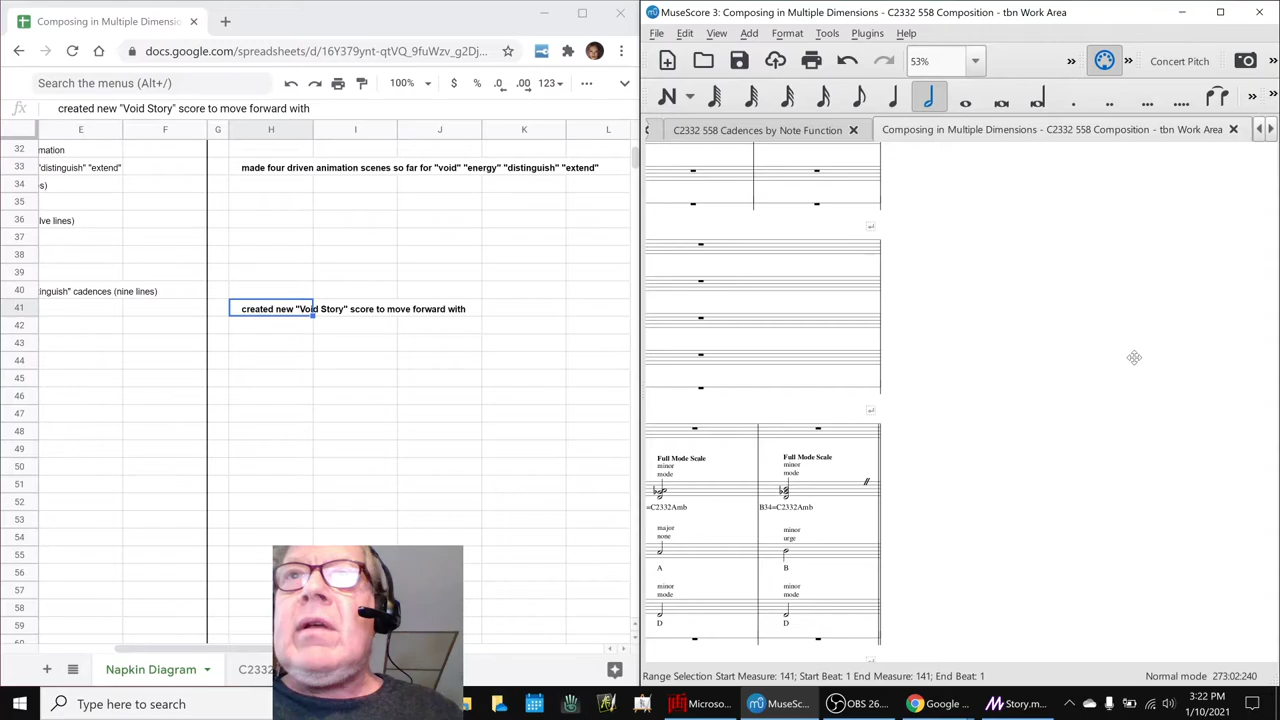 Composing in Multiple Dimensions
MuseScore 3: Composing in Multiple Dimensions - C2332 558 Composition - tbn Work Area
docs.google.com/spreadsheets/d/16Y379ynt-qtVQ_9fuWzv_g2Dj...
File Edit View Add Format Tools Plugins Help
Search the menus (Alt+/)
100%
$ % .0 .00 123
53%
Concert Pitch
fx created new "Void Story" score to move forward with
C2332 558 Cadences by Note Function
Composing in Multiple Dimensions - C2332 558 Composition - tbn Work Area
E F G H I J K L
32 mation
33 "distinguish" "extend" made four driven animation scenes so far for "void" "energy" "distinguish" "extend"
34 es)
35
36 lve lines)
37
38
39
40 inguish" cadences (nine lines)
41 created new "Void Story" score to move forward with
42
43
44
45
46
47
48
49
50
51
52
53
54
55
56
57
58
59
Full Mode Scale Full Mode Scale
minor minor
mode mode
=C2332Amb B34=C2332Amb
major minor
none urge
A B
minor minor
mode mode
D D
Napkin Diagram
C2332
Range Selection Start Measure: 141; Start Beat: 1 End Measure: 141; End Beat: 1
Normal mode 273:02:240
Type here to search
Microso...
MuseSc...
OBS 26....
Google ...
Story.m...
3:22 PM
1/10/2021